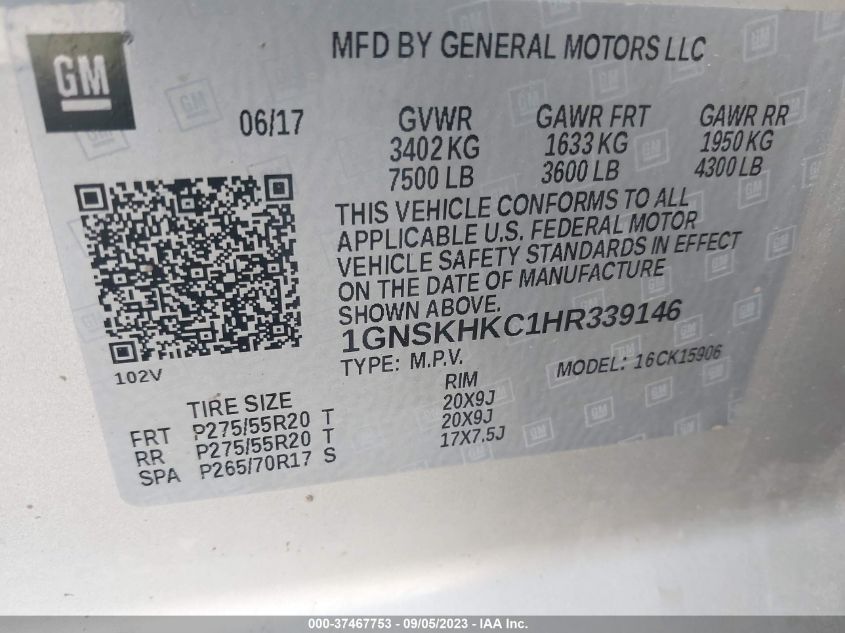 GM
MFD BY GENERAL MOTORS LLC
06/17
GVWR GAWR FRT GAWR RR
3402 KG 1633 KG 1950 KG
7500 LB 3600 LB 4300 LB
THIS VEHICLE CONFORMS TO ALL
APPLICABLE U.S. FEDERAL MOTOR
VEHICLE SAFETY STANDARDS IN EFFECT
ON THE DATE OF MANUFACTURE
SHOWN ABOVE.
1GNSKHKC1HR339146
TYPE: M.P.V. MODEL: 16CK15906
102V
TIRE SIZE RIM
FRT P275/55R20 T 20X9J
RR P275/55R20 T 20X9J
SPA P265/70R17 S 17X7.5J
000-37467753 - 09/05/2023 - IAA Inc.